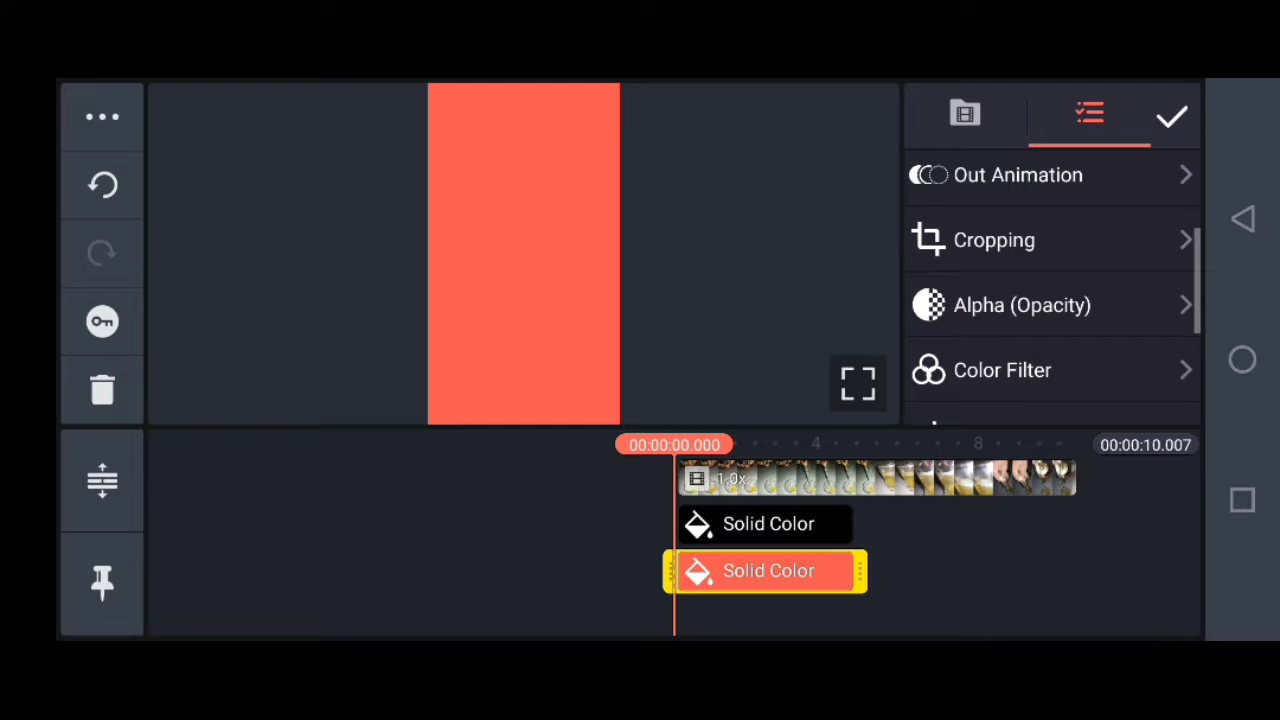 Out Animation
Cropping
Alpha (Opacity)
Color Filter
00:00:00.000
4
8
00:00:10.007
1.0x
Solid Color
Solid Color